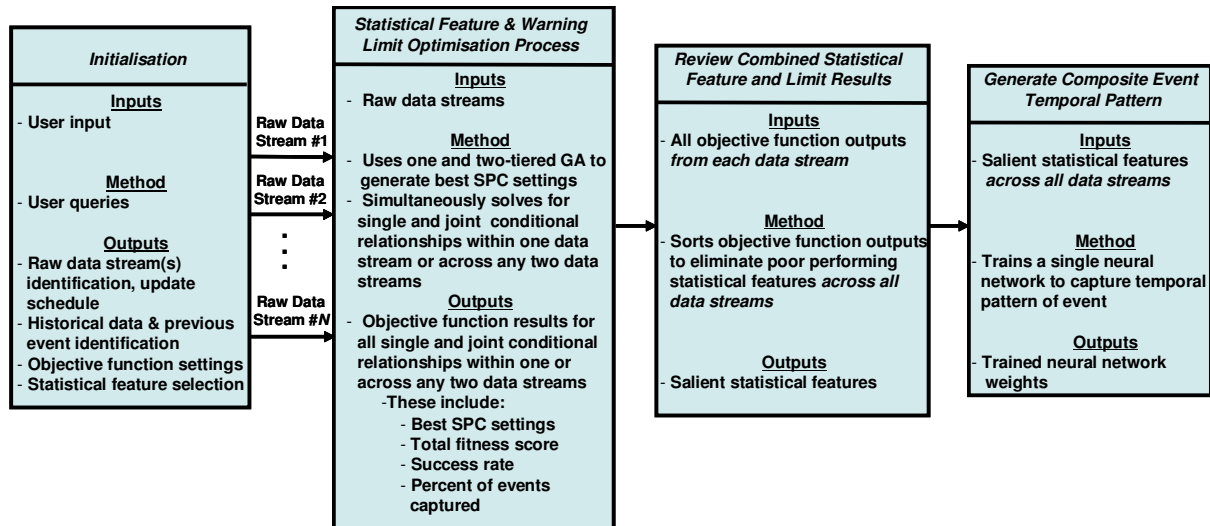 Initialisation
Inputs
- User input
Method
- User queries
Outputs
- Raw data stream(s)
identification, update
schedule
- Historical data & previous
event identification
- Objective function settings
- Statistical feature selection
Raw Data
Stream #1
Raw Data
Stream #2
Raw Data
Stream #N
Statistical Feature & Warning
Limit Optimisation Process
Inputs
- Raw data streams
Method
- Uses one and two-tiered GA to
generate best SPC settings
- Simultaneously solves for
single and joint conditional
relationships within one data
stream or across any two data
streams
Outputs
- Objective function results for
all single and joint conditional
relationships within one or
across any two data streams
-These include:
- Best SPC settings
- Total fitness score
- Success rate
- Percent of events
captured
Review Combined Statistical
Feature and Limit Results
Inputs
- All objective function outputs
from each data stream
Method
- Sorts objective function outputs
to eliminate poor performing
statistical features across all
data streams
Outputs
- Salient statistical features
Generate Composite Event
Temporal Pattern
Inputs
- Salient statistical features
across all data streams
Method
- Trains a single neural
network to capture temporal
pattern of event
Outputs
- Trained neural network
weights